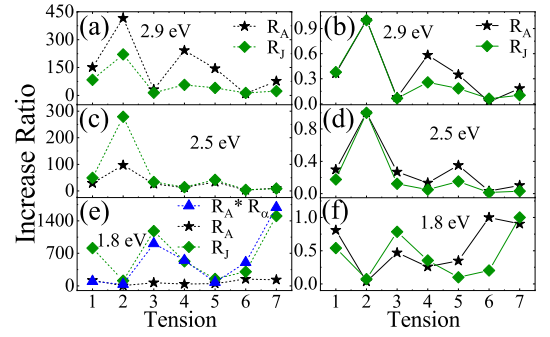 (a) 2.9 eV
R_A
R_J
450
300
150
0
(b) 2.9 eV
R_A
R_J
1.0
0.8
0.6
0.4
0.2
0.0
(c) 2.5 eV
300
200
100
0
(d) 2.5 eV
0.8
0.4
0.0
(e) 1.8 eV
R_A* R_α
R_A
R_J
1400
700
0
(f) 1.8 eV
1.0
0.5
0.0
Increase Ratio
1 2 3 4 5 6 7
1 2 3 4 5 6 7
Tension
Tension